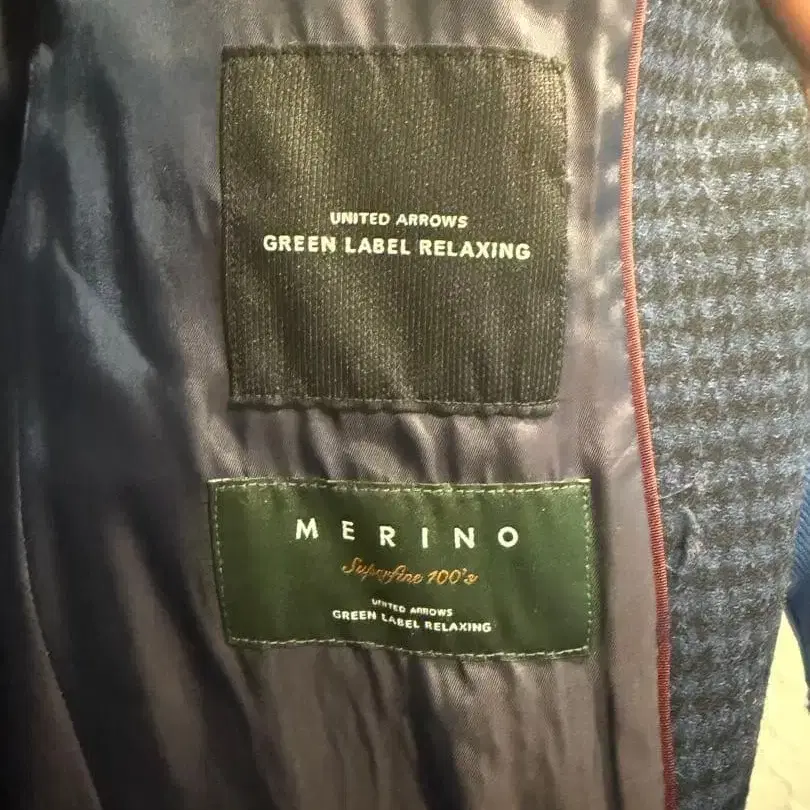 UNITED ARROWS
GREEN LABEL RELAXING
MERINO
Superfine 100's
UNITED ARROWS
GREEN LABEL RELAXING